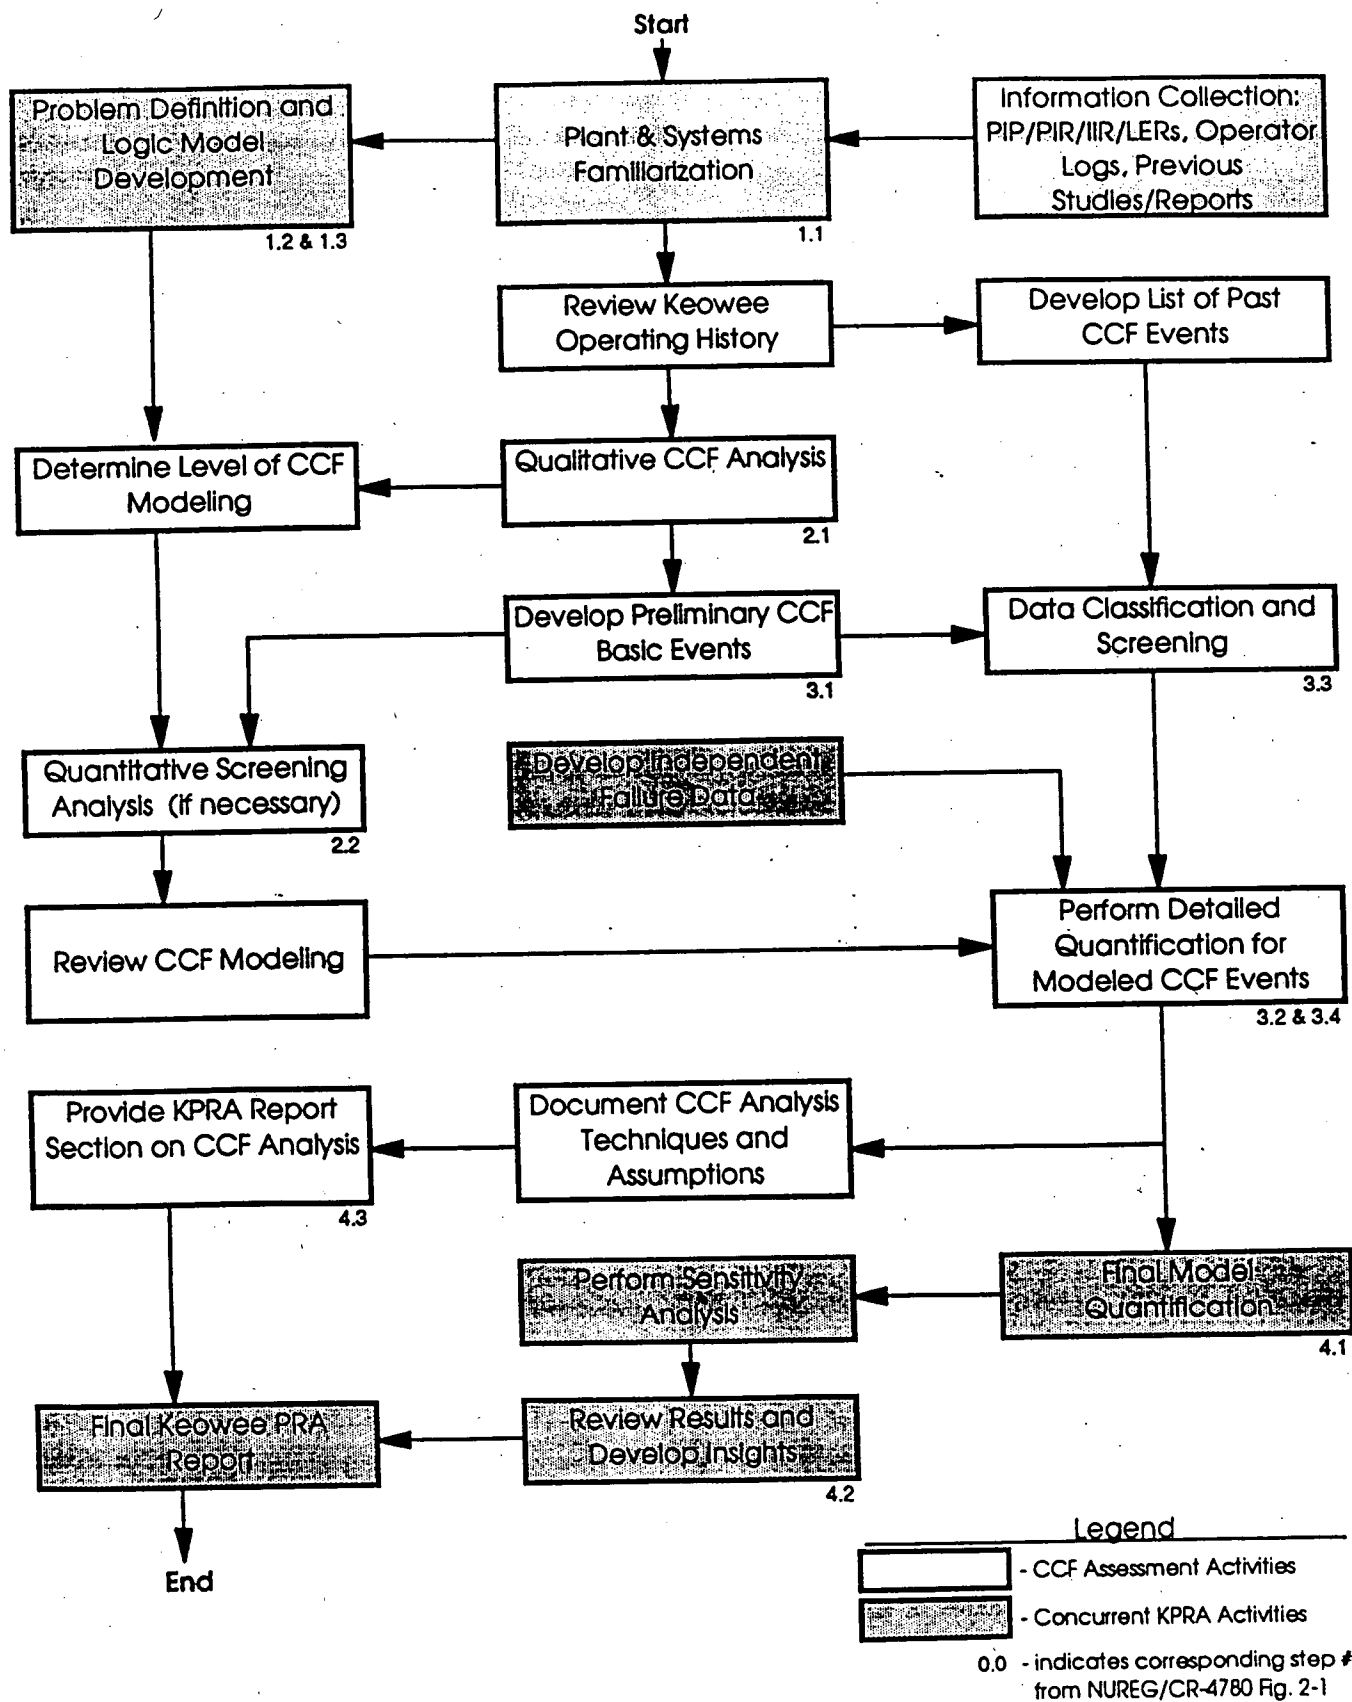 Start
Problem Definition and
Logic Model
Development
1.2 & 1.3
Plant & Systems
Familiarization
1.1
Information Collection:
PIP/PIR/IIR/LERs, Operator
Logs, Previous
Studies/Reports
Review Keowee
Operating History
Develop List of Past
CCF Events
Determine Level of CCF
Modeling
Qualitative CCF Analysis
2.1
Develop Preliminary CCF
Basic Events
3.1
Data Classification and
Screening
3.3
Quantitative Screening
Analysis (if necessary)
2.2
Develop Independent
Failure Data
Review CCF Modeling
Perform Detailed
Quantification for
Modeled CCF Events
3.2 & 3.4
Provide KPRA Report
Section on CCF Analysis
4.3
Document CCF Analysis
Techniques and
Assumptions
Perform Sensitivity
Analysis
Final Model
Quantification
4.1
Final Keowee PRA
Report
Review Results and
Develop Insights
4.2
End
Legend
- CCF Assessment Activities
- Concurrent KPRA Activities
0.0 - indicates corresponding step #
from NUREG/CR-4780 Fig. 2-1